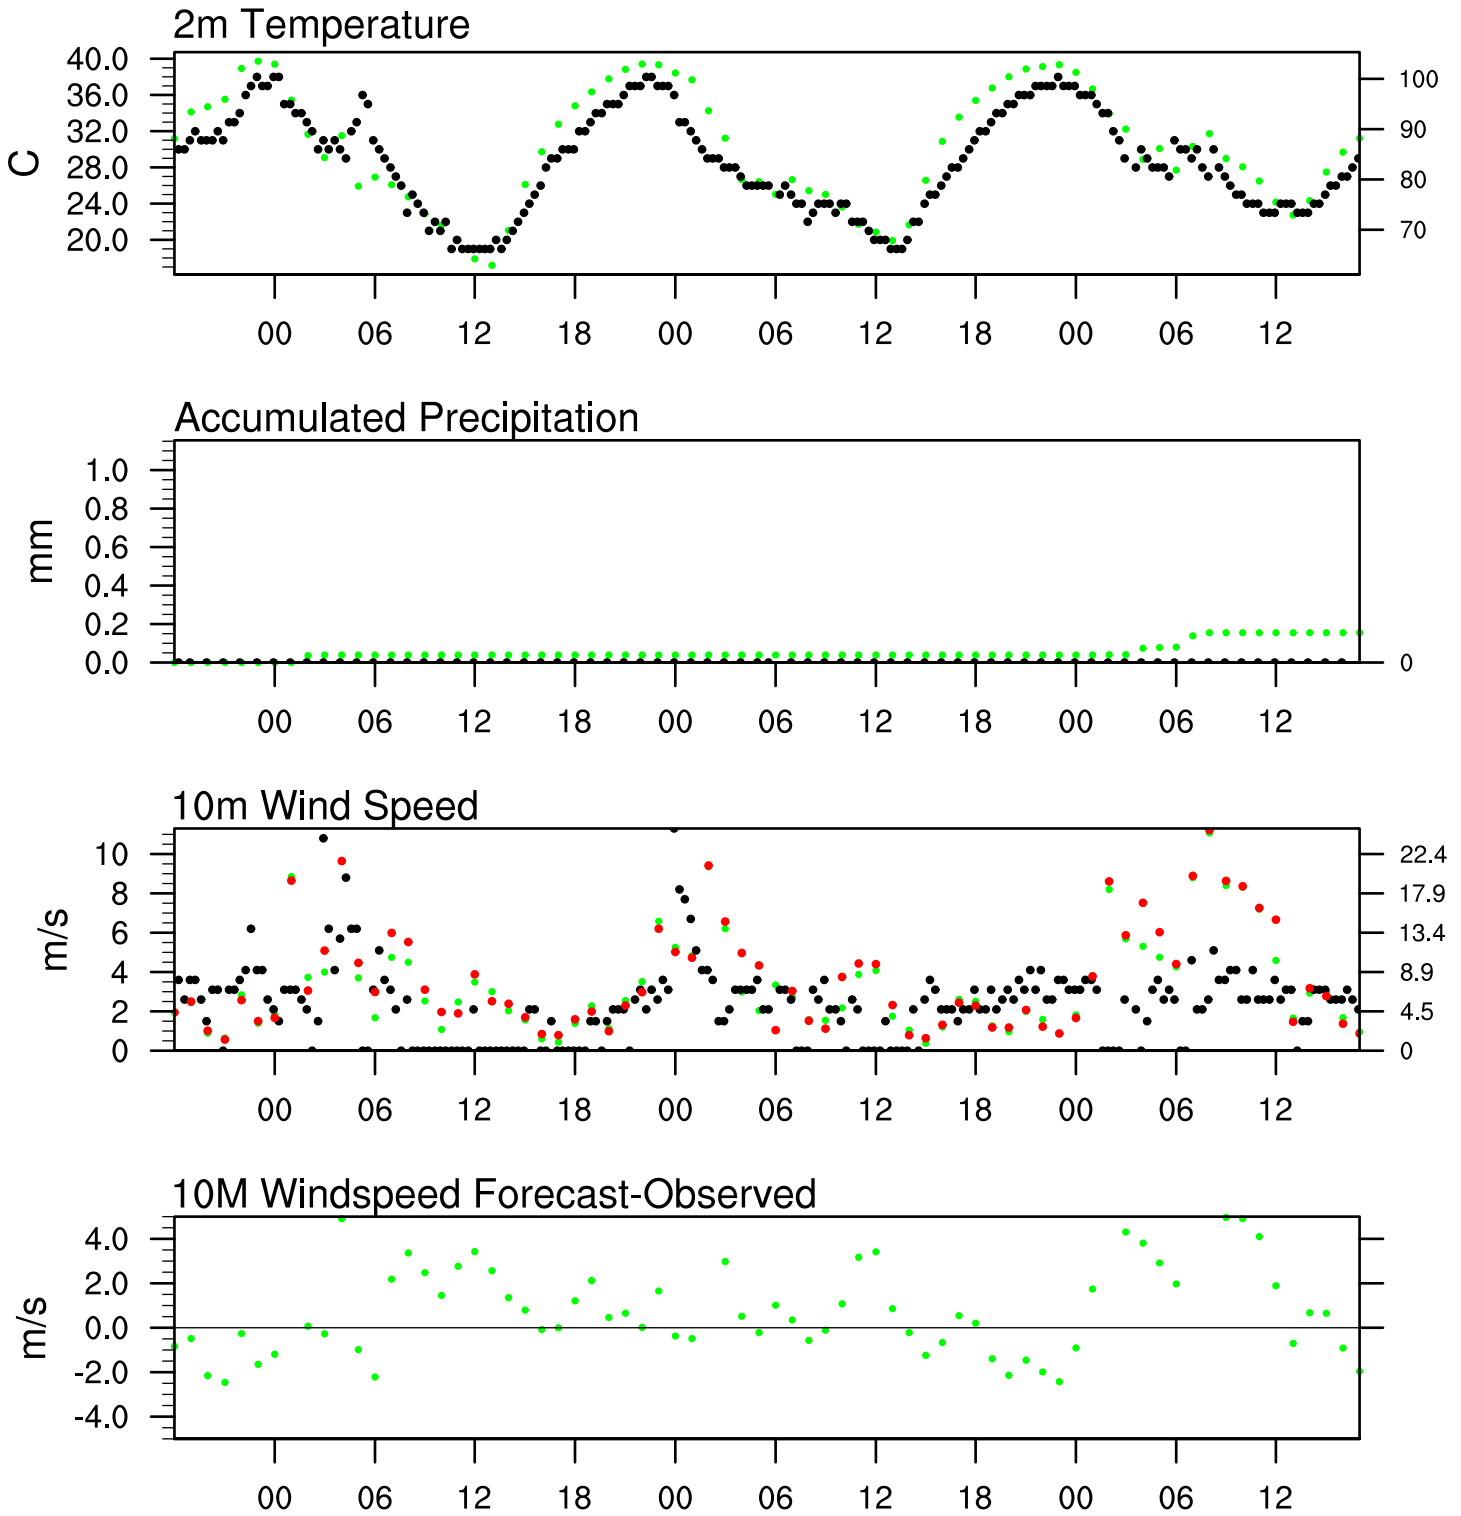 2m Temperature
40.0
36.0
32.0
28.0
24.0
20.0
C
100
90
80
70
00 06 12 18 00 06 12 18 00 06 12
Accumulated Precipitation
1.0
0.8
0.6
0.4
0.2
0.0
mm
0
00 06 12 18 00 06 12 18 00 06 12
10m Wind Speed
10
8
6
4
2
0
m/s
22.4
17.9
13.4
8.9
4.5
0
00 06 12 18 00 06 12 18 00 06 12
10M Windspeed Forecast-Observed
4.0
2.0
0.0
-2.0
-4.0
m/s
00 06 12 18 00 06 12 18 00 06 12